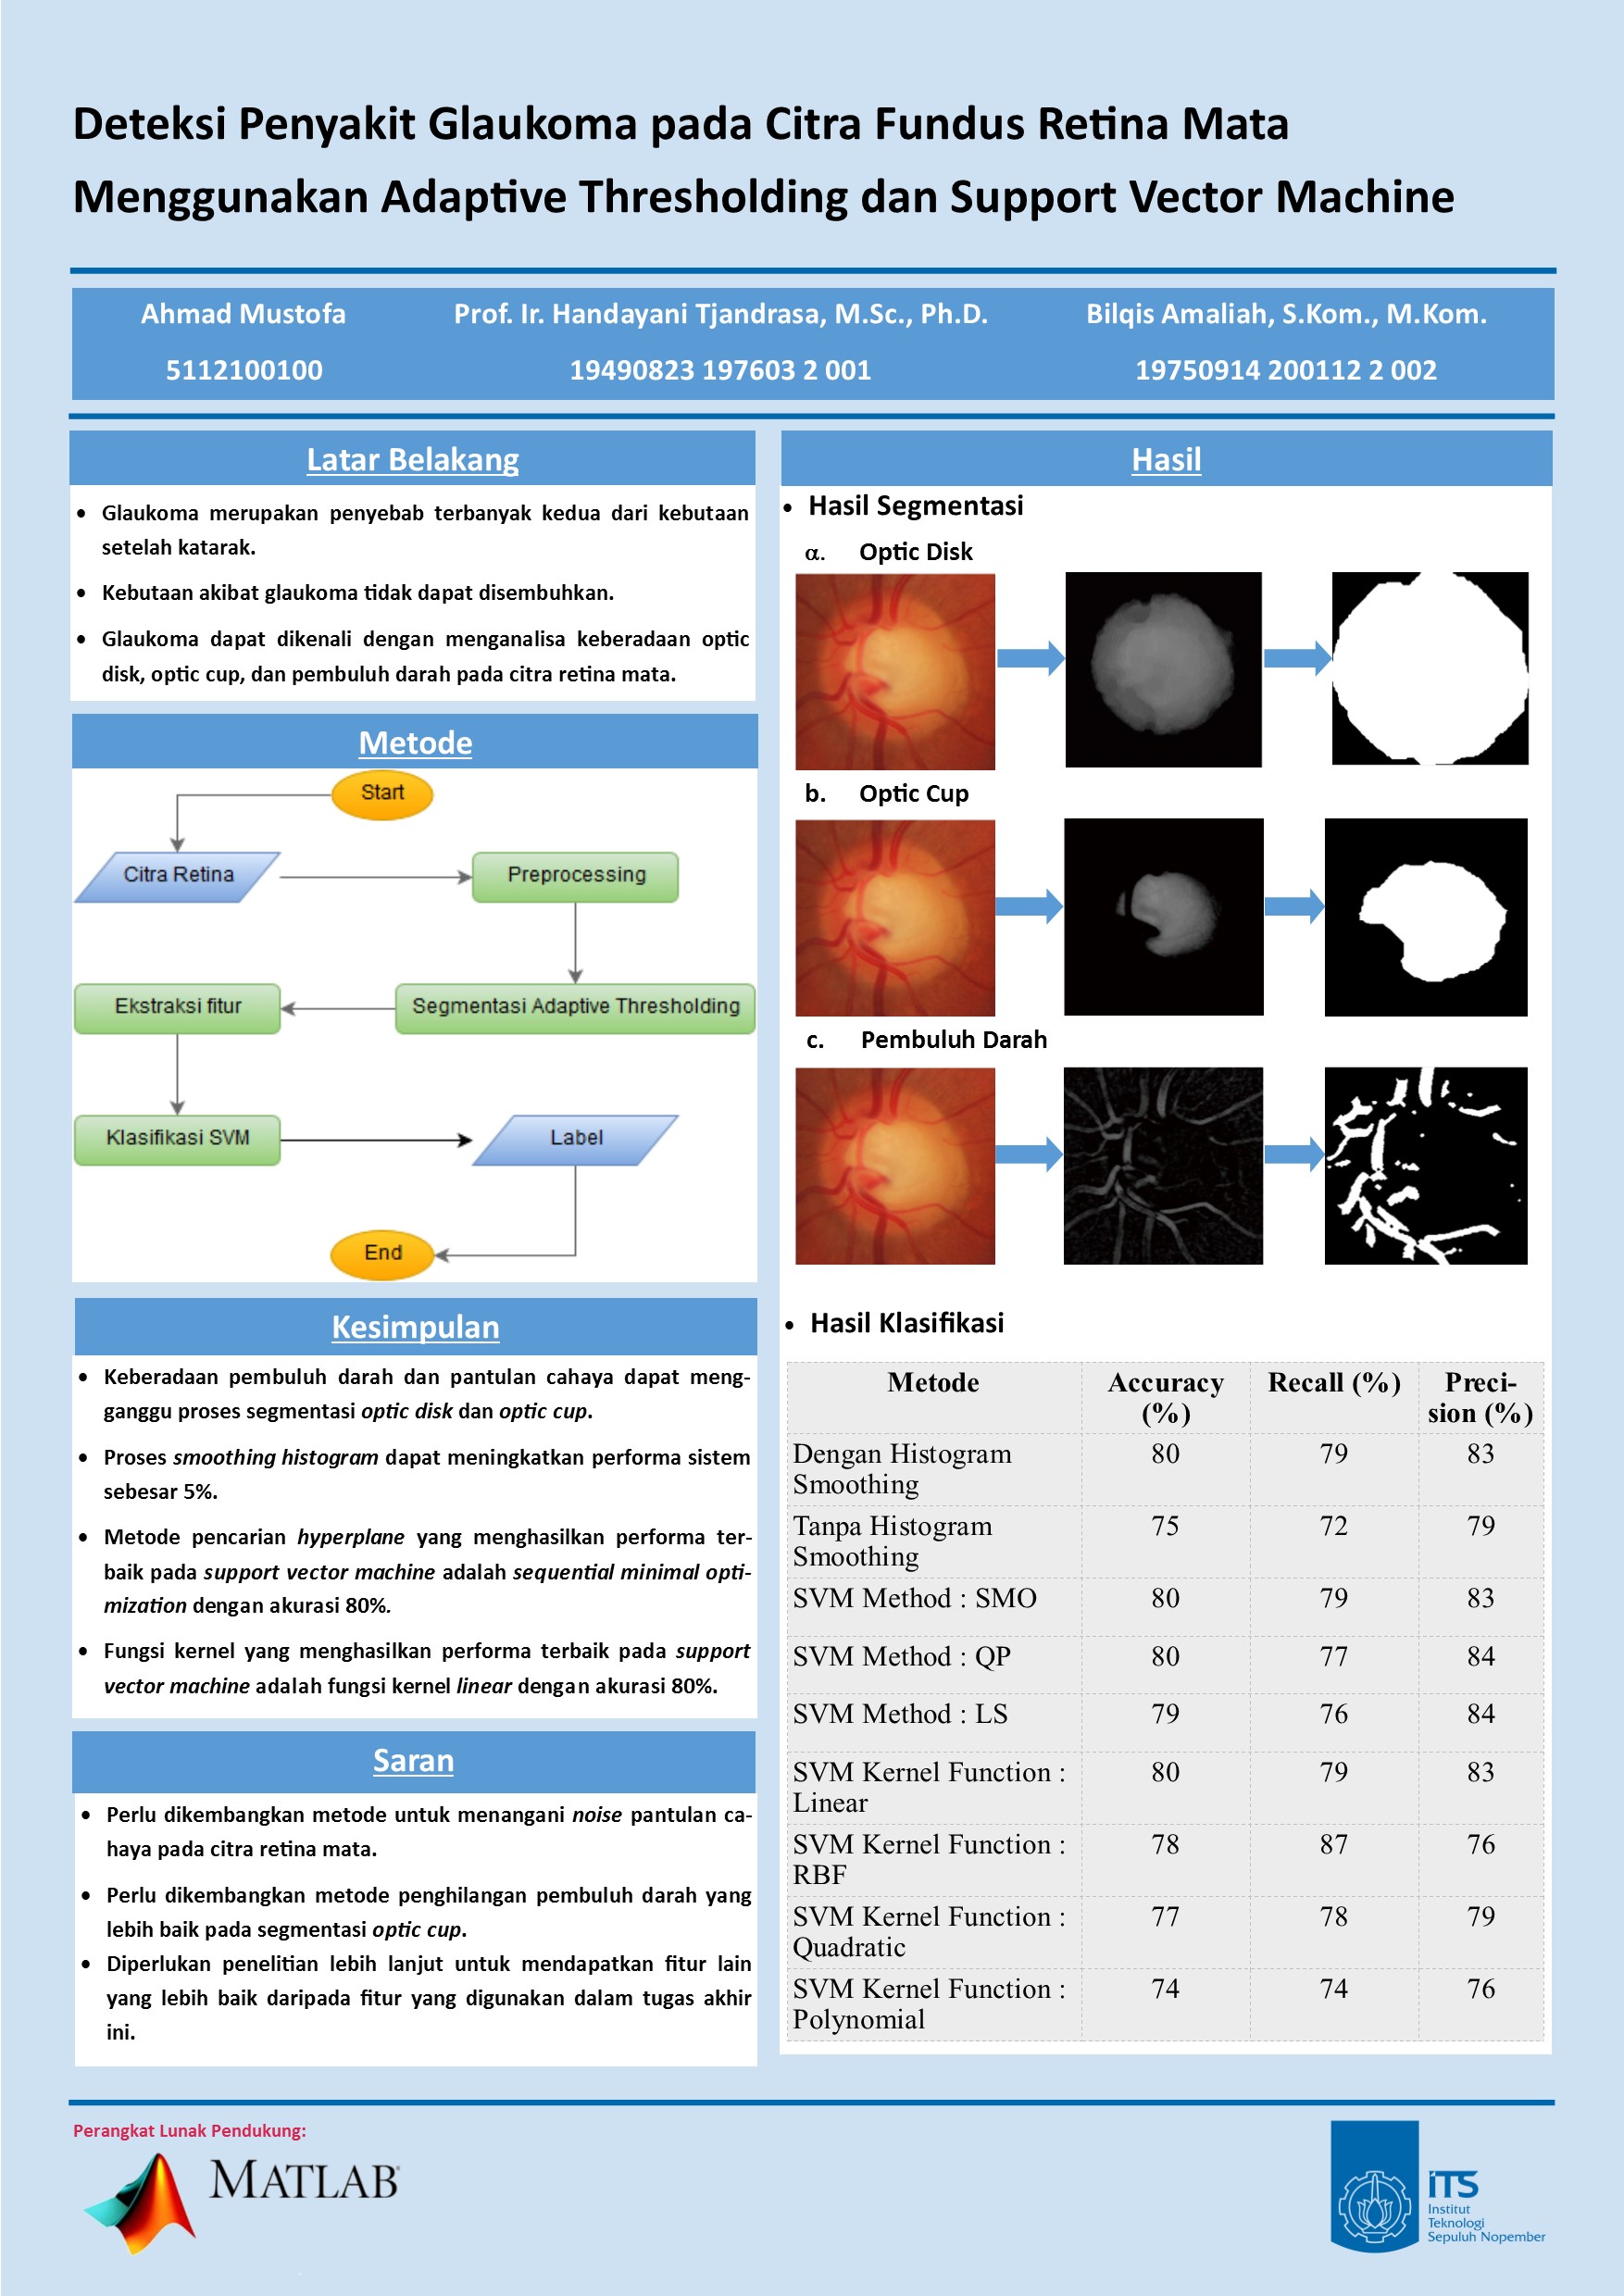 Deteksi Penyakit Glaukoma pada Citra Fundus Retina Mata
Menggunakan Adaptive Thresholding dan Support Vector Machine
Ahmad Mustofa
5112100100
Prof. Ir. Handayani Tjandrasa, M.Sc., Ph.D.
19490823 197603 2 001
Bilqis Amaliah, S.Kom., M.Kom.
19750914 200112 2 002
Latar Belakang
• Glaukoma merupakan penyebab terbanyak kedua dari kebutaan
setelah katarak.
• Kebutaan akibat glaukoma tidak dapat disembuhkan.
• Glaukoma dapat dikenali dengan menganalisa keberadaan optic
disk, optic cup, dan pembuluh darah pada citra retina mata.
Metode
Start
Citra Retina
Preprocessing
Segmentasi Adaptive Thresholding
Ekstraksi fitur
Klasifikasi SVM
Label
End
Kesimpulan
• Keberadaan pembuluh darah dan pantulan cahaya dapat meng-
ganggu proses segmentasi optic disk dan optic cup.
• Proses smoothing histogram dapat meningkatkan performa sistem
sebesar 5%.
• Metode pencarian hyperplane yang menghasilkan performa ter-
baik pada support vector machine adalah sequential minimal opti-
mization dengan akurasi 80%.
• Fungsi kernel yang menghasilkan performa terbaik pada support
vector machine adalah fungsi kernel linear dengan akurasi 80%.
Saran
• Perlu dikembangkan metode untuk menangani noise pantulan ca-
haya pada citra retina mata.
• Perlu dikembangkan metode penghilangan pembuluh darah yang
lebih baik pada segmentasi optic cup.
• Diperlukan penelitian lebih lanjut untuk mendapatkan fitur lain
yang lebih baik daripada fitur yang digunakan dalam tugas akhir
ini.
Hasil
• Hasil Segmentasi
α. Optic Disk
b. Optic Cup
c. Pembuluh Darah
• Hasil Klasifikasi
Metode Accuracy (%) Recall (%) Preci-
sion (%)
Dengan Histogram 80 79 83
Smoothing
Tanpa Histogram 75 72 79
Smoothing
SVM Method : SMO 80 79 83
SVM Method : QP 80 77 84
SVM Method : LS 79 76 84
SVM Kernel Function : 80 79 83
Linear
SVM Kernel Function : 78 87 76
RBF
SVM Kernel Function : 77 78 79
Quadratic
SVM Kernel Function : 74 74 76
Polynomial
Perangkat Lunak Pendukung:
MATLAB
ITS
Institut
Teknologi
Sepuluh Nopember